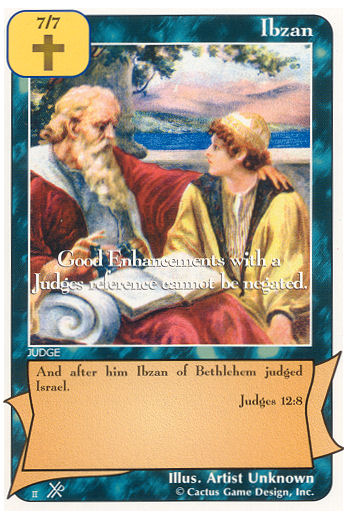 7/7
Ibzan
Good Enhancements with a
Judges reference cannot be negated.
JUDGE
And after him Ibzan of Bethlehem judged
Israel.
Judges 12:8
II
Illus. Artist Unknown
© Cactus Game Design, Inc.